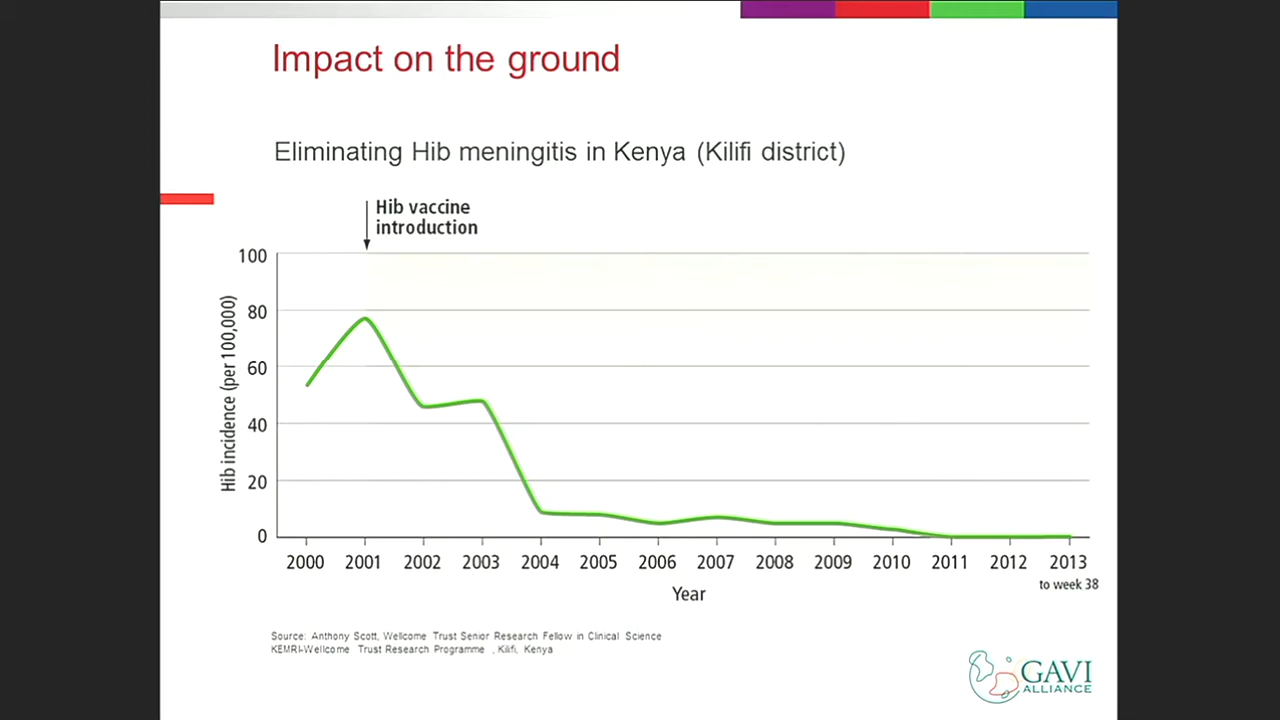 Impact on the ground
Eliminating Hib meningitis in Kenya (Kilifi district)
Hib vaccine
introduction
100
80
60
40
20
0
Hib incidence (per 100,000)
2000 2001 2002 2003 2004 2005 2006 2007 2008 2009 2010 2011 2012 2013
to week 38
Year
Source: Anthony Scott, Wellcome Trust Senior Research Fellow in Clinical Science
KEMRI-Wellcome Trust Research Programme , Kilifi, Kenya
GAVI
ALLIANCE